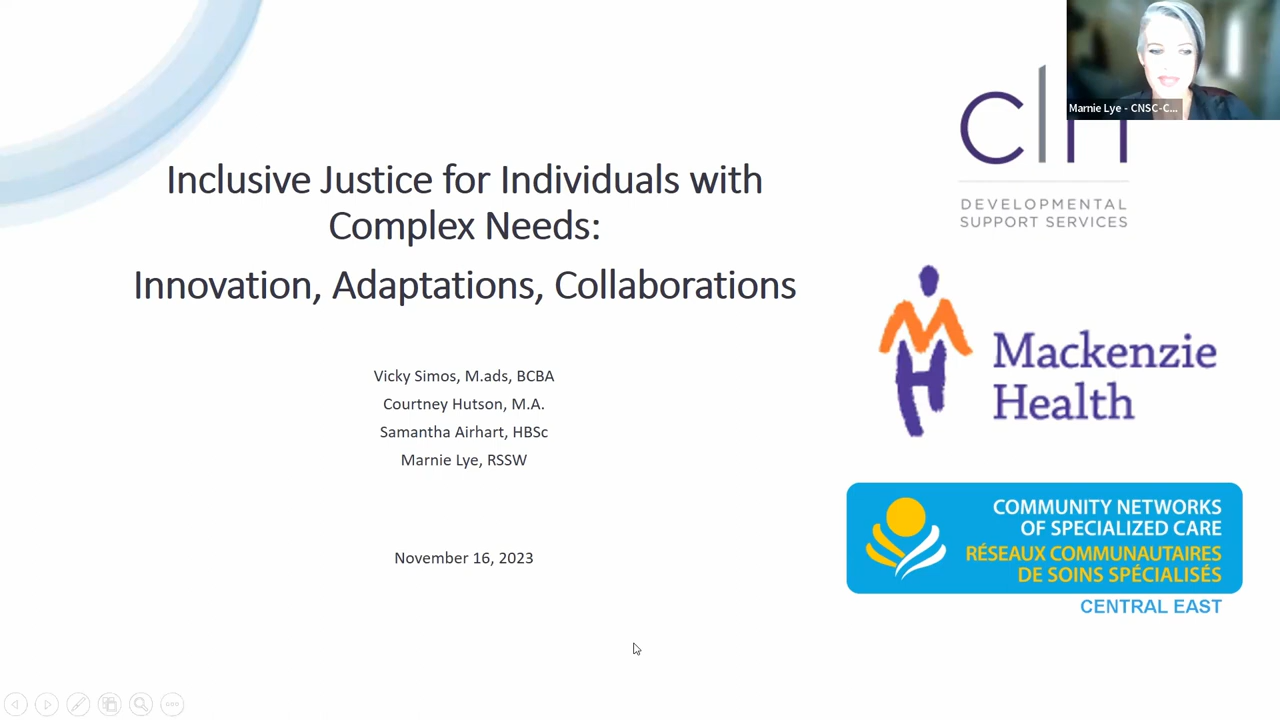 Marnie Lye - CNSC-C...
Inclusive Justice for Individuals with
Complex Needs:
Innovation, Adaptations, Collaborations
Vicky Simos, M.ads, BCBA
Courtney Hutson, M.A.
Samantha Airhart, HBSc
Marnie Lye, RSSW
November 16, 2023
DEVELOPMENTAL
SUPPORT SERVICES
Mackenzie
Health
COMMUNITY NETWORKS
OF SPECIALIZED CARE
RÉSEAUX COMMUNAUTAIRES
DE SOINS SPÉCIALISÉS
CENTRAL EAST